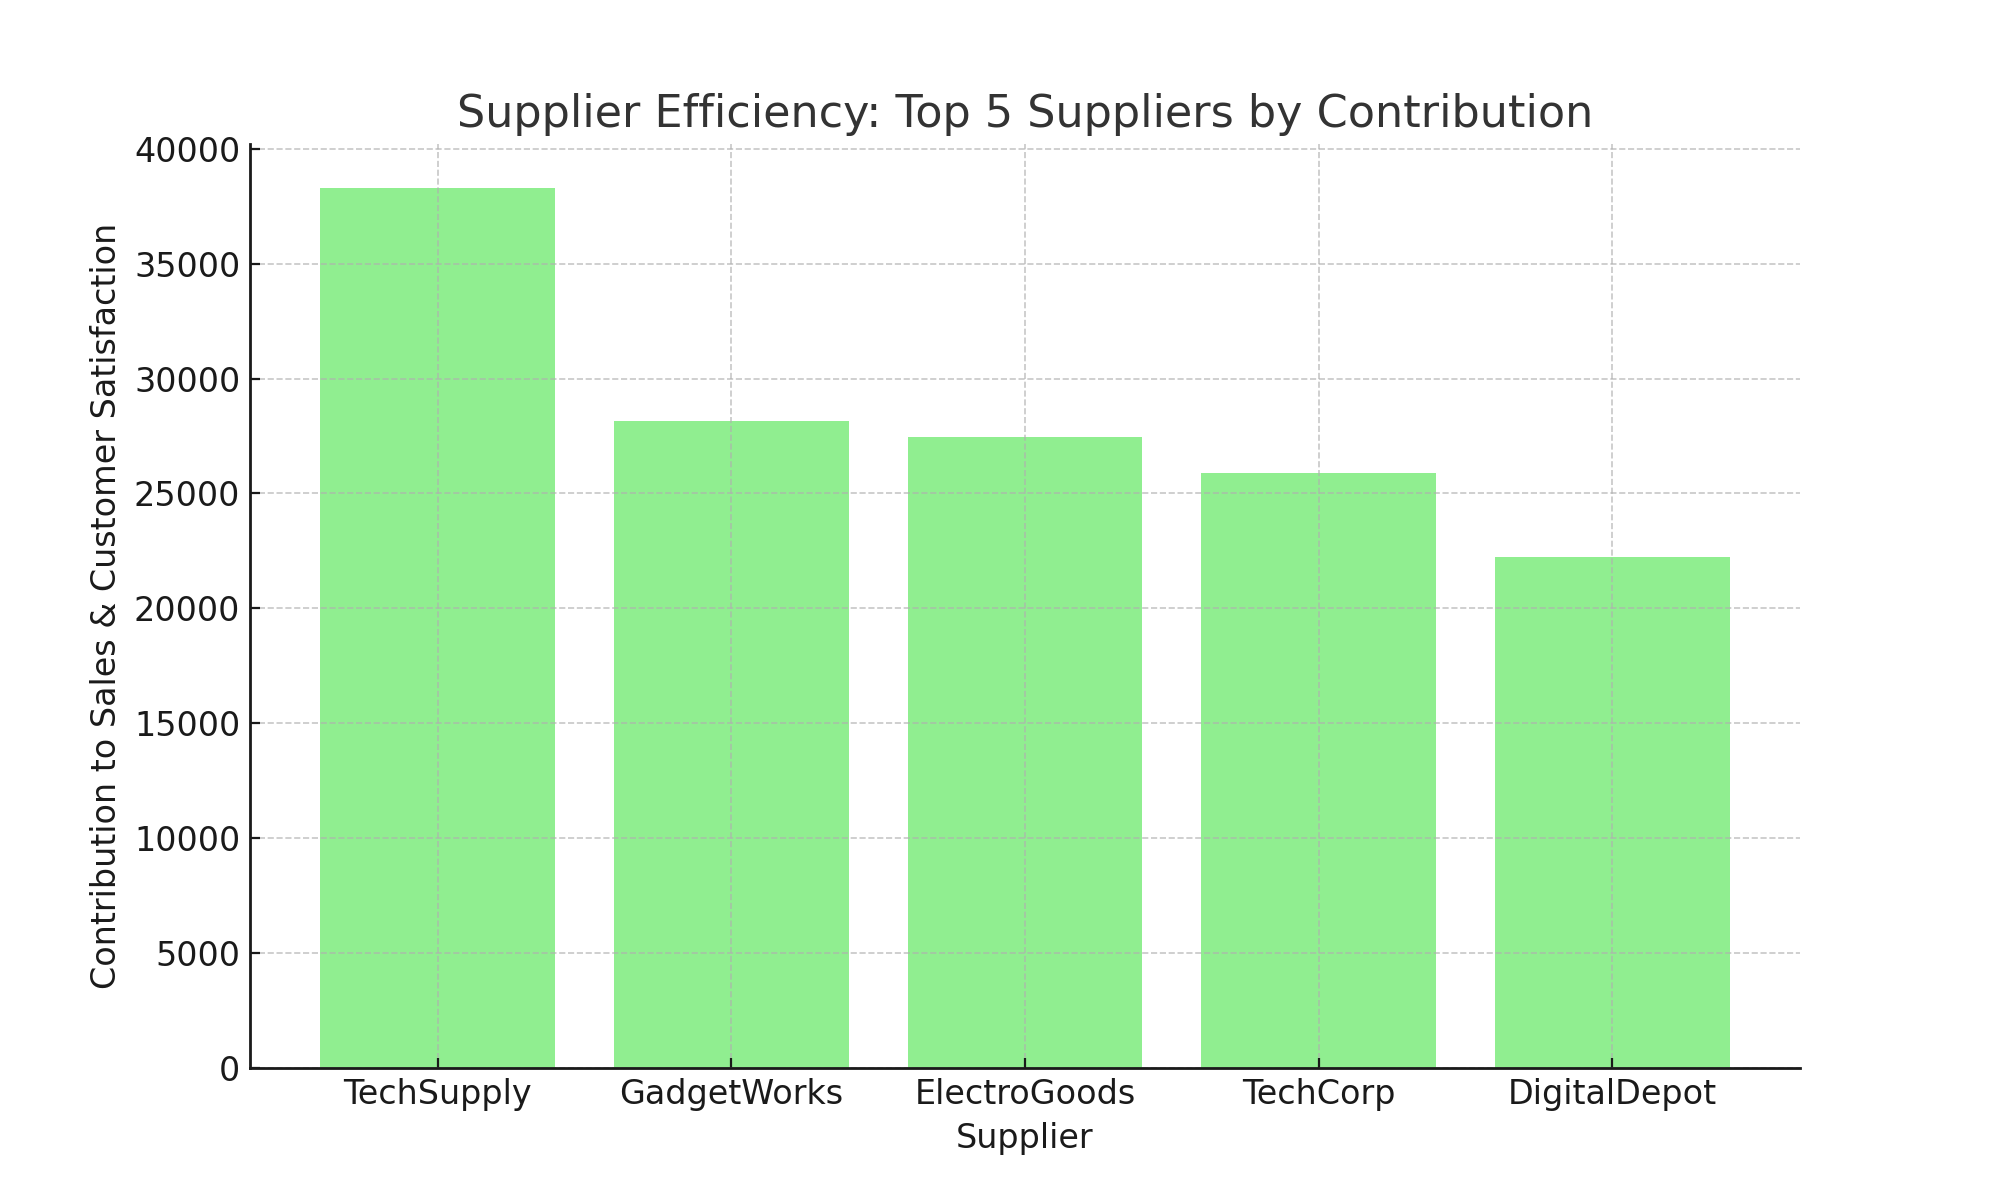 Supplier Efficiency: Top 5 Suppliers by Contribution
Contribution to Sales & Customer Satisfaction
40000
35000
30000
25000
20000
15000
10000
5000
0
TechSupply GadgetWorks ElectroGoods TechCorp DigitalDepot
Supplier